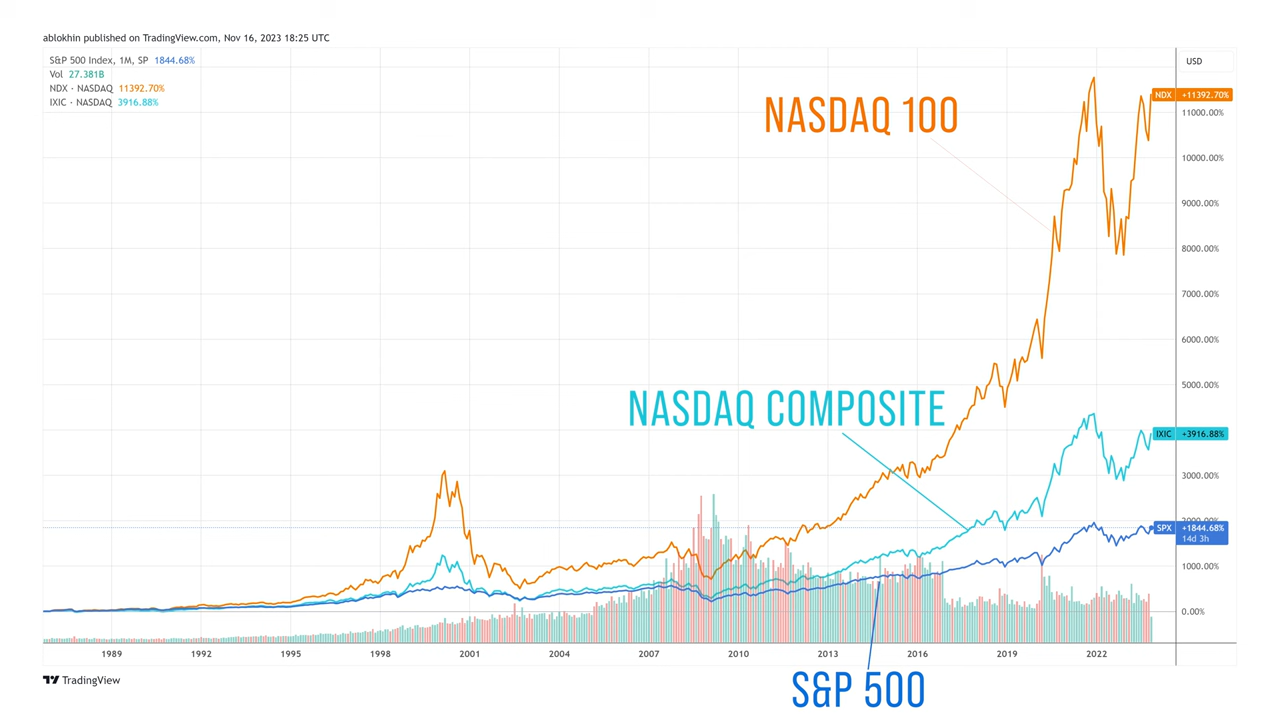 ablokhin published on TradingView.com, Nov 16, 2023 18:25 UTC
S&P 500 Index, 1M, SP 1844.68%
Vol 27.381B
NDX · NASDAQ 11392.70%
IXIC · NASDAQ 3916.88%
USD
NASDAQ 100
NDX +11392.70%
11000.00%
10000.00%
9000.00%
8000.00%
7000.00%
6000.00%
5000.00%
NASDAQ COMPOSITE
IXIC +3916.88%
3000.00%
2000.00%
SPX +1844.68%
14d 3h
1000.00%
0.00%
1989 1992 1995 1998 2001 2004 2007 2010 2013 2016 2019 2022
TradingView
S&P 500